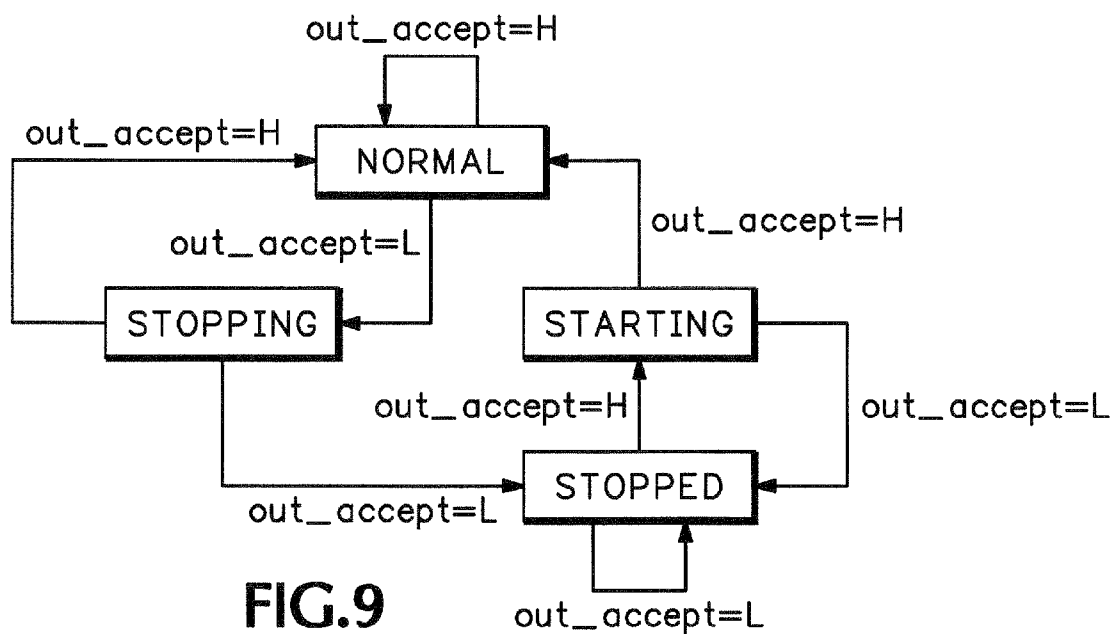 out_accept=H
out_accept=H
NORMAL
out_accept=L
out_accept=H
STOPPING
STARTING
out_accept=H
out_accept=L
STOPPED
out_accept=L
out_accept=L
FIG.9